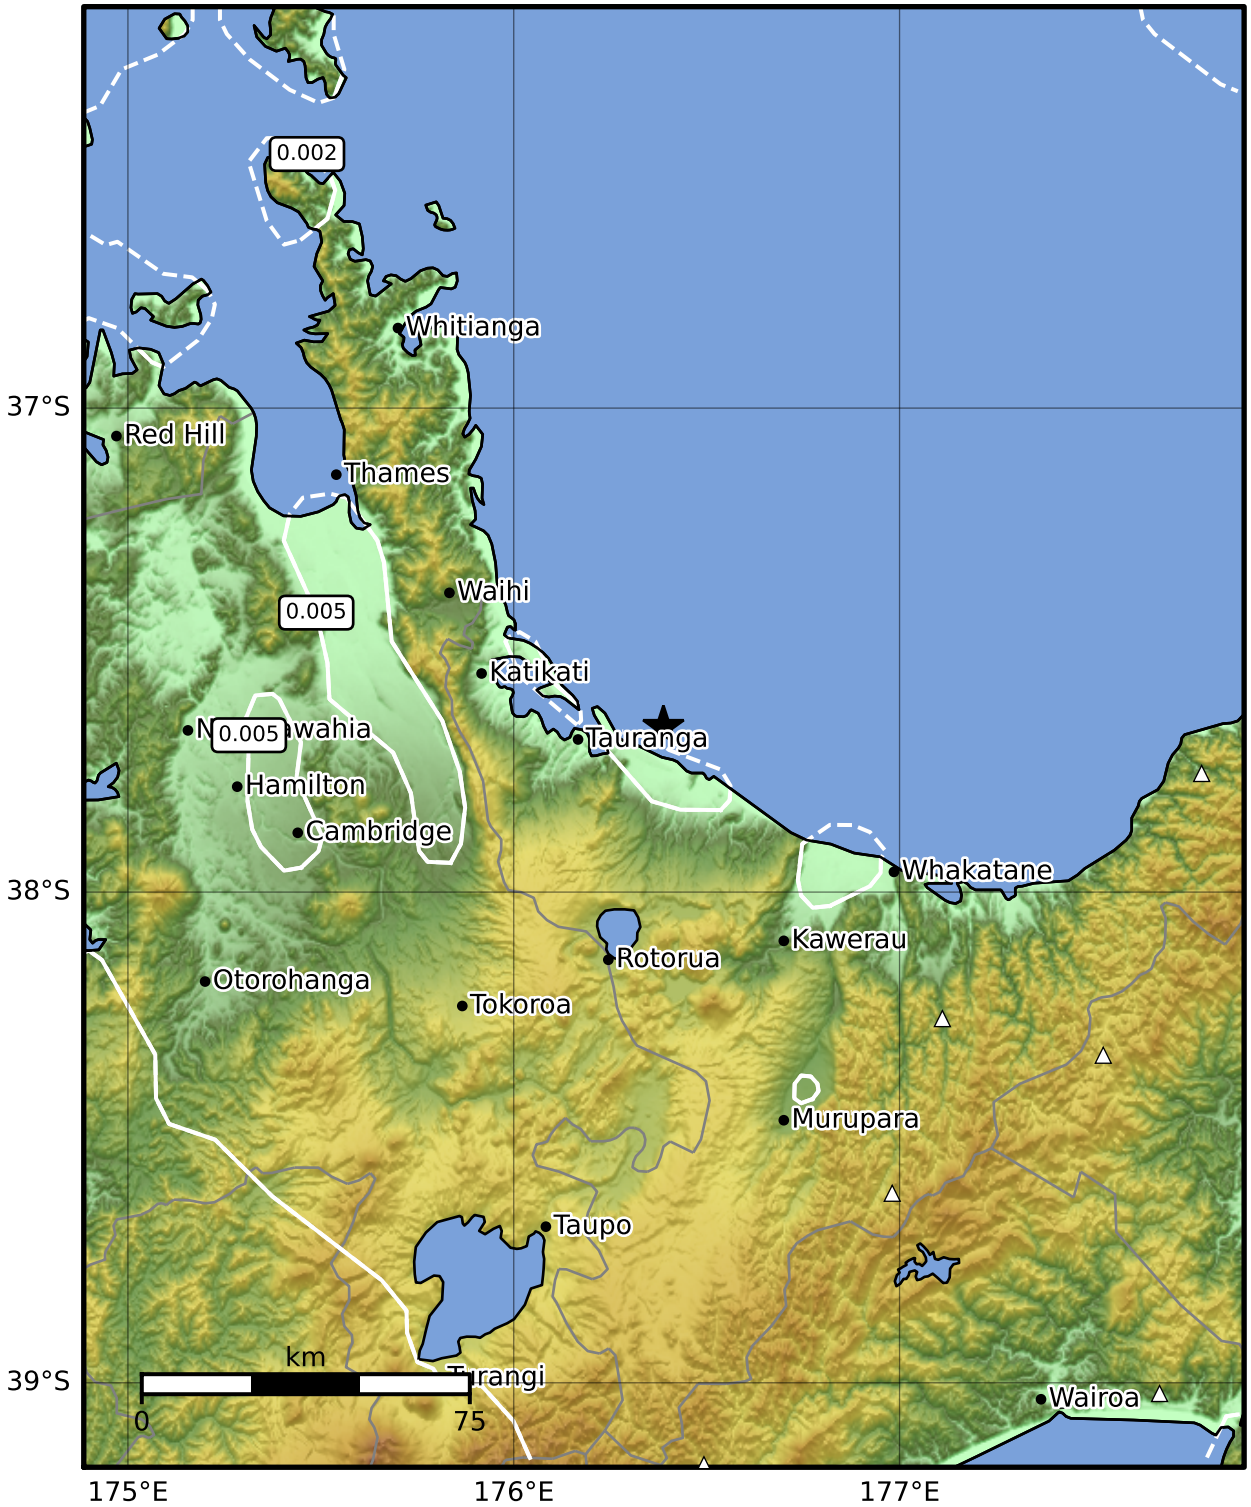 0.002
Whitianga
37°S
Red Hill
Thames
Waihi
0.005
Katikati
0.005
Tauranga
Hamilton
Cambridge
Whakatane
38°S
Kawerau
Rotorua
Otorohanga
Tokoroa
Murupara
Taupo
km
Turangi
39°S
Wairoa
0
75
175°E
176°E
177°E